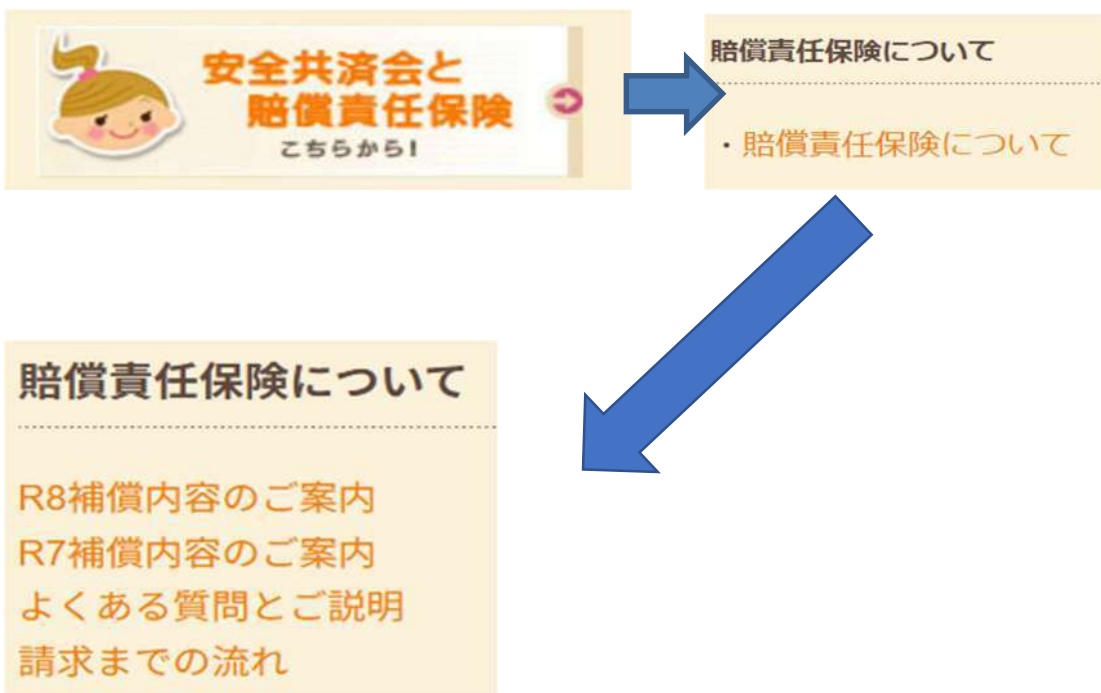 安全共済会と
賠償責任保険
こちらから!
賠償責任保険について
・賠償責任保険について
賠償責任保険について
R8補償内容のご案内
R7補償内容のご案内
よくある質問とご説明
請求までの流れ